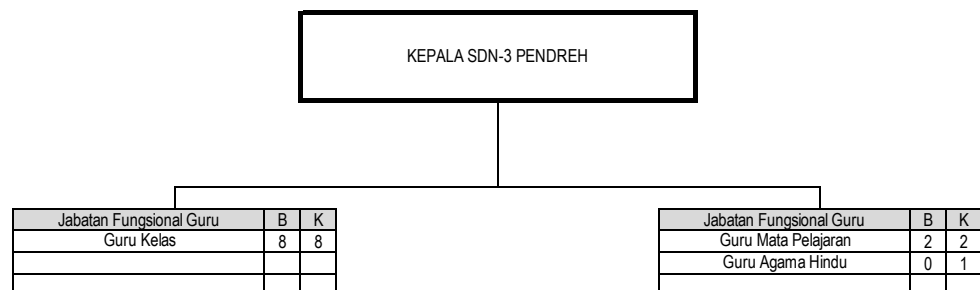 KEPALA SDN-3 PENDREH
Jabatan Fungsional Guru B K
Guru Kelas 8 8
Jabatan Fungsional Guru B K
Guru Mata Pelajaran 2 2
Guru Agama Hindu 0 1